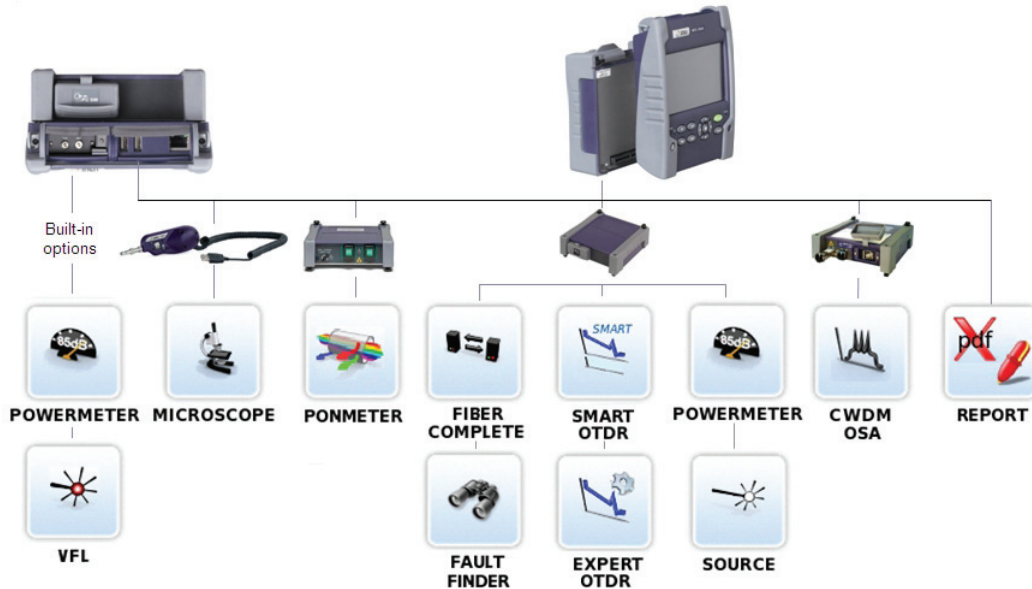 Built-in
options
85dB
SMART
85dB
pdf
POWERMETER
MICROSCOPE
PONMETER
FIBER
COMPLETE
SMART
OTDR
POWERMETER
CWDM
OSA
REPORT
VFL
FAULT
FINDER
EXPERT
OTDR
SOURCE